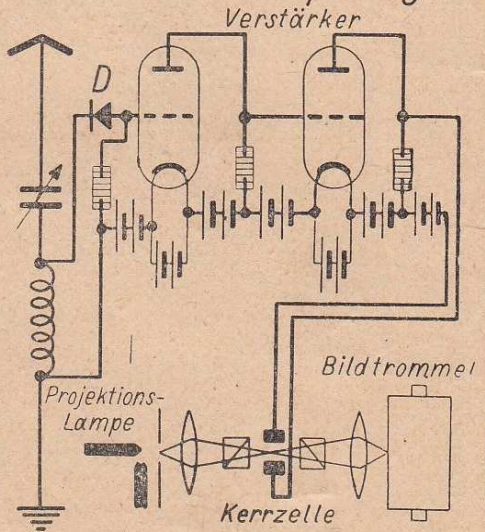 Verstärker
D
Bildtrommel
Projektions-
Lampe
Kerrzelle